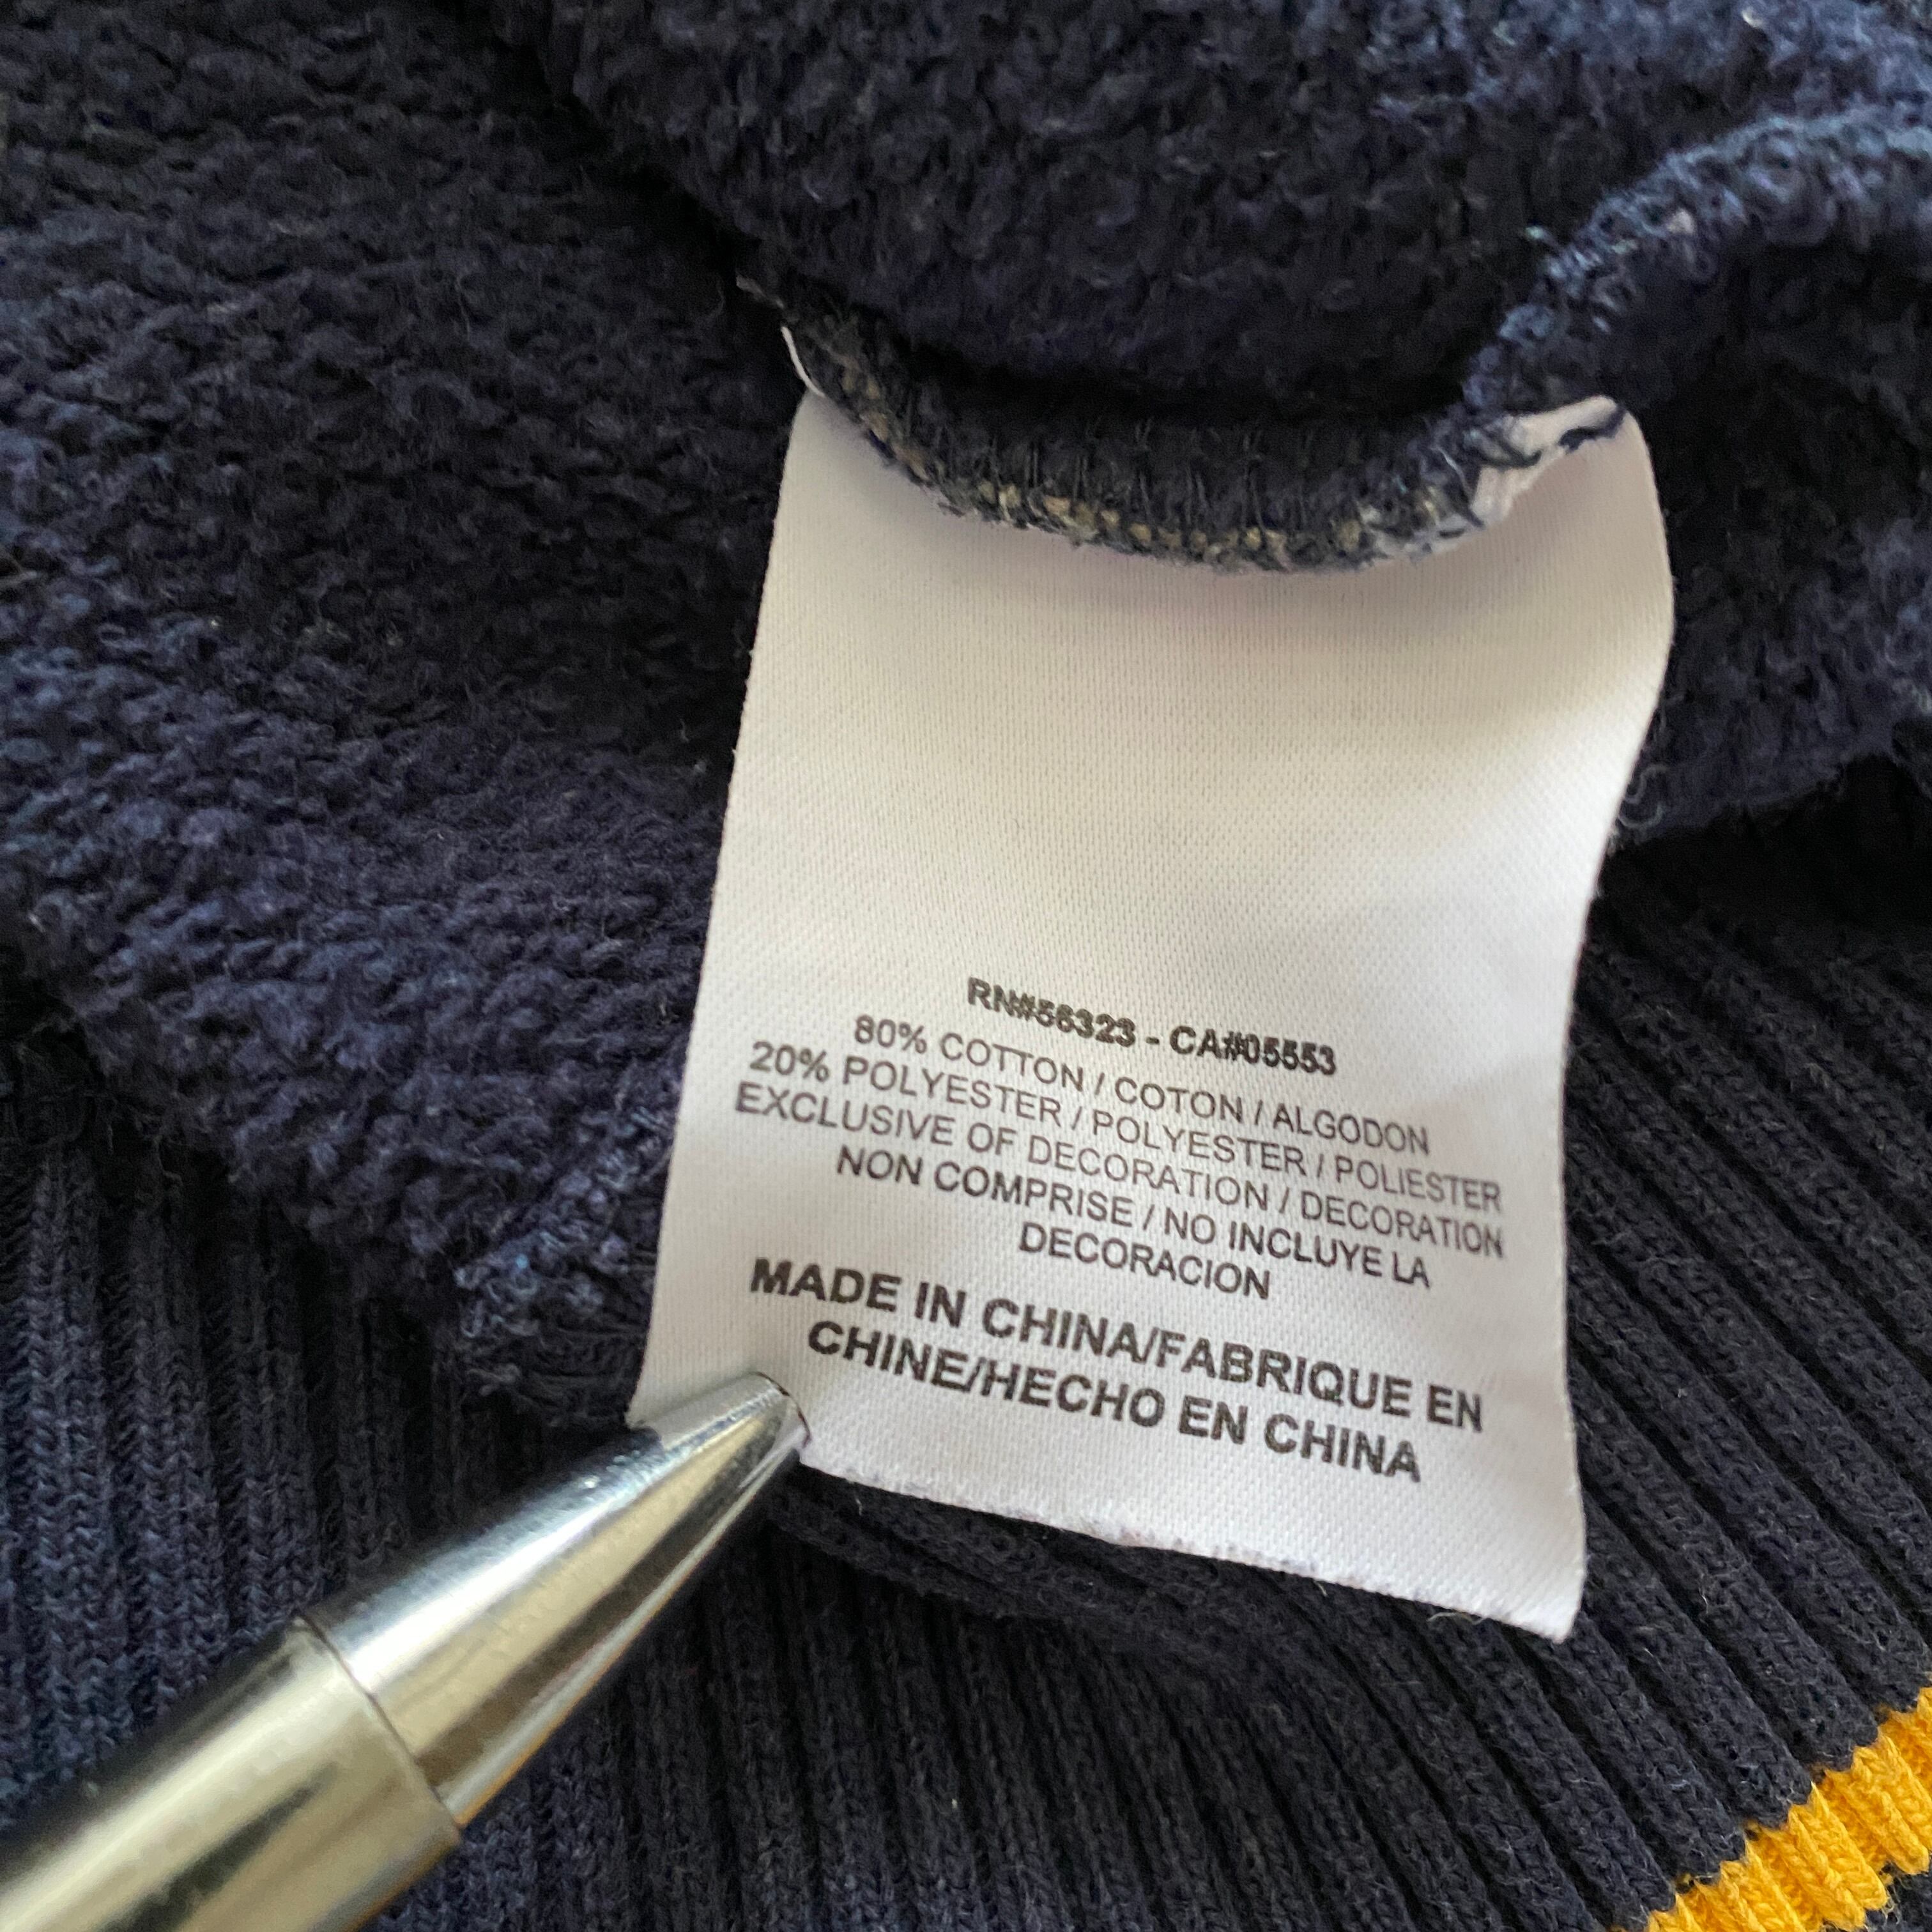 RN#56323 - CA#05553
80% COTTON / COTON / ALGODON
20% POLYESTER / POLYESTER / POLIESTER
EXCLUSIVE OF DECORATION / DECORATION
NON COMPRISE / NO INCLUYE LA
DECORACION
MADE IN CHINA/FABRIQUE EN
CHINE/HECHO EN CHINA